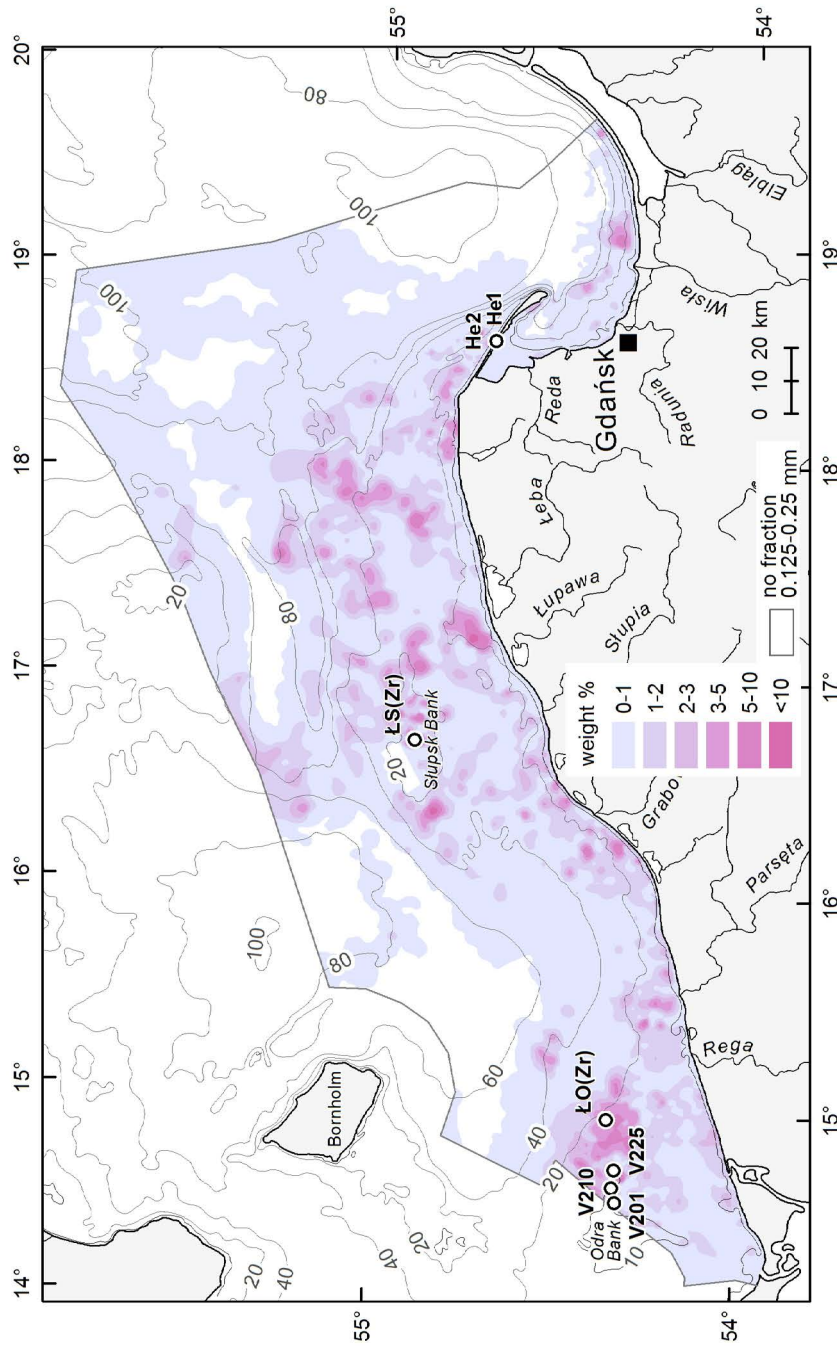 14°
15°
16°
17°
18°
19°
20°
55°
55°
54°
54°
14°
15°
16°
17°
18°
19°
20
40
40
20
Bornholm
100
80
60
40
20
20
80
20
100
100
80
Odra
Bank
10
V210
V201
V225
ŁO(Zr)
ŁS(Zr)
Słupsk Bank
He2
He1
Rega
Parsęta
Grabo
Słupia
Łupawa
Łeba
Reda
Radunia
Gdańsk
Wisła
Elbląg
weight %
0-1
1-2
2-3
3-5
5-10
<10
no fraction
0.125-0.25 mm
0 10 20 km